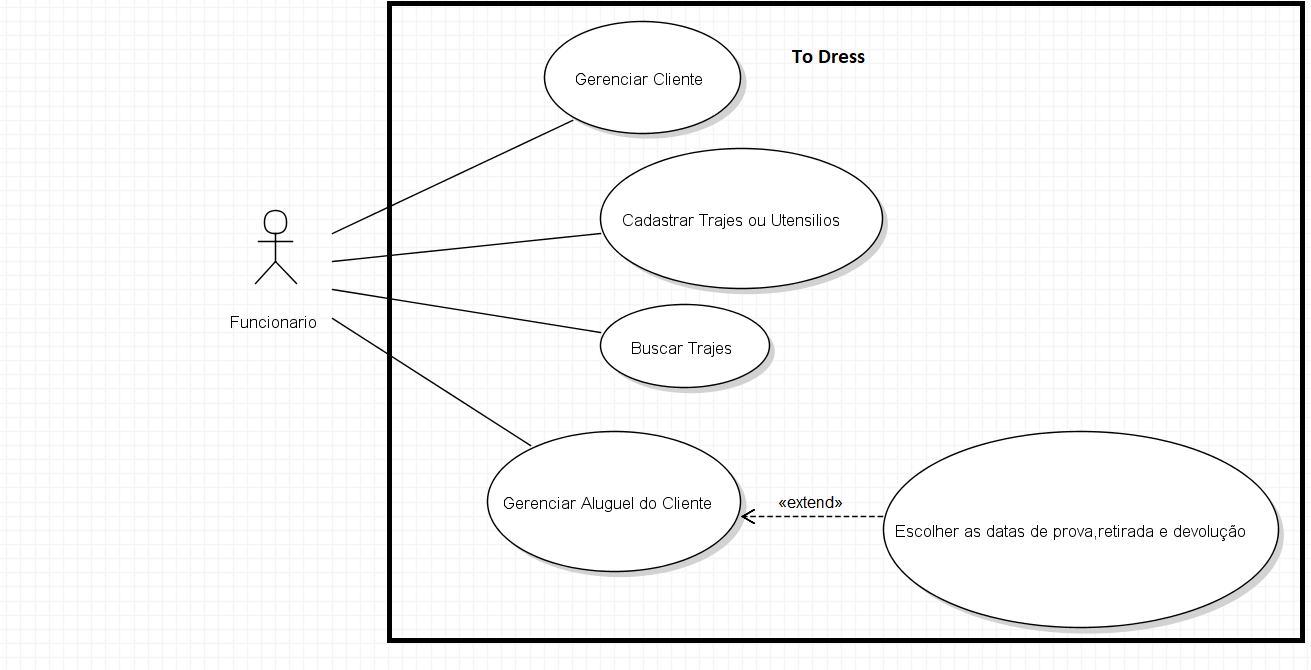 To Dress
Gerenciar Cliente
Cadastrar Trajes ou Utensilios
Funcionario
Buscar Trajes
Gerenciar Aluguel do Cliente
«extend»
Escolher as datas de prova,retirada e devolução